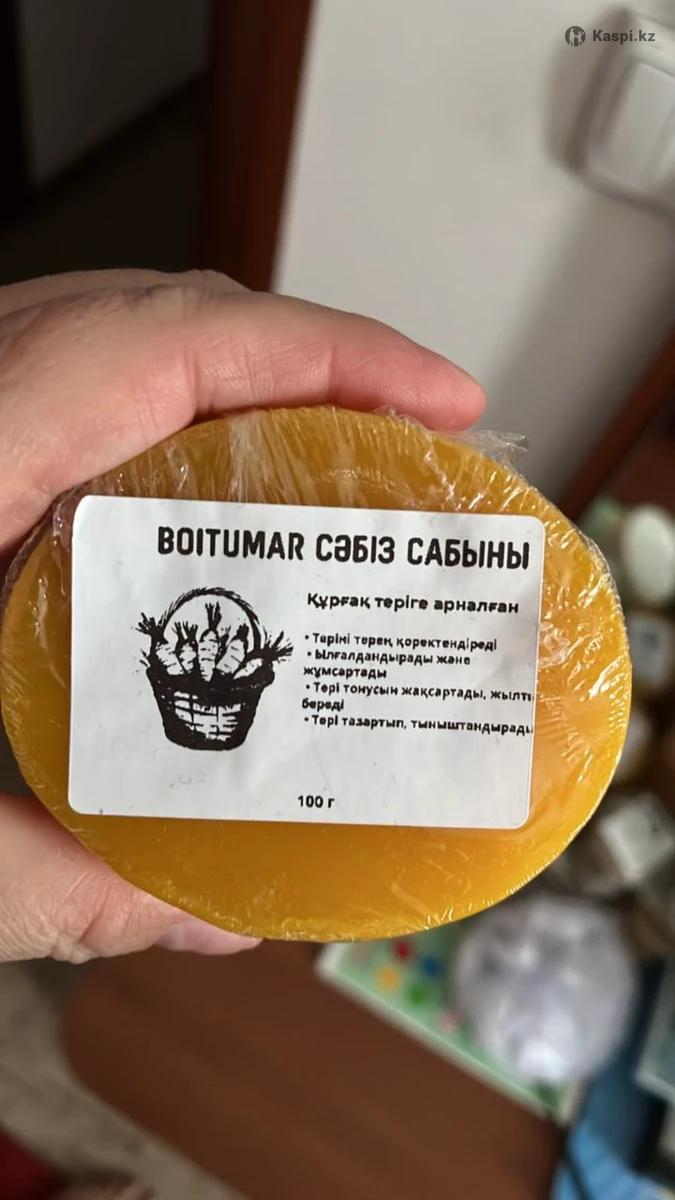 Kaspi.kz
BOITUMAR СӘБІЗ САБЫНЫ
Құрғақ теріге арналған
• Теріні терең қоректендіреді
• Ылғалдандырады және
жұмсартады
• Тері тонусын жақсартады, жылты
береді
• Тері тазартып, тыныштандырады
100 г